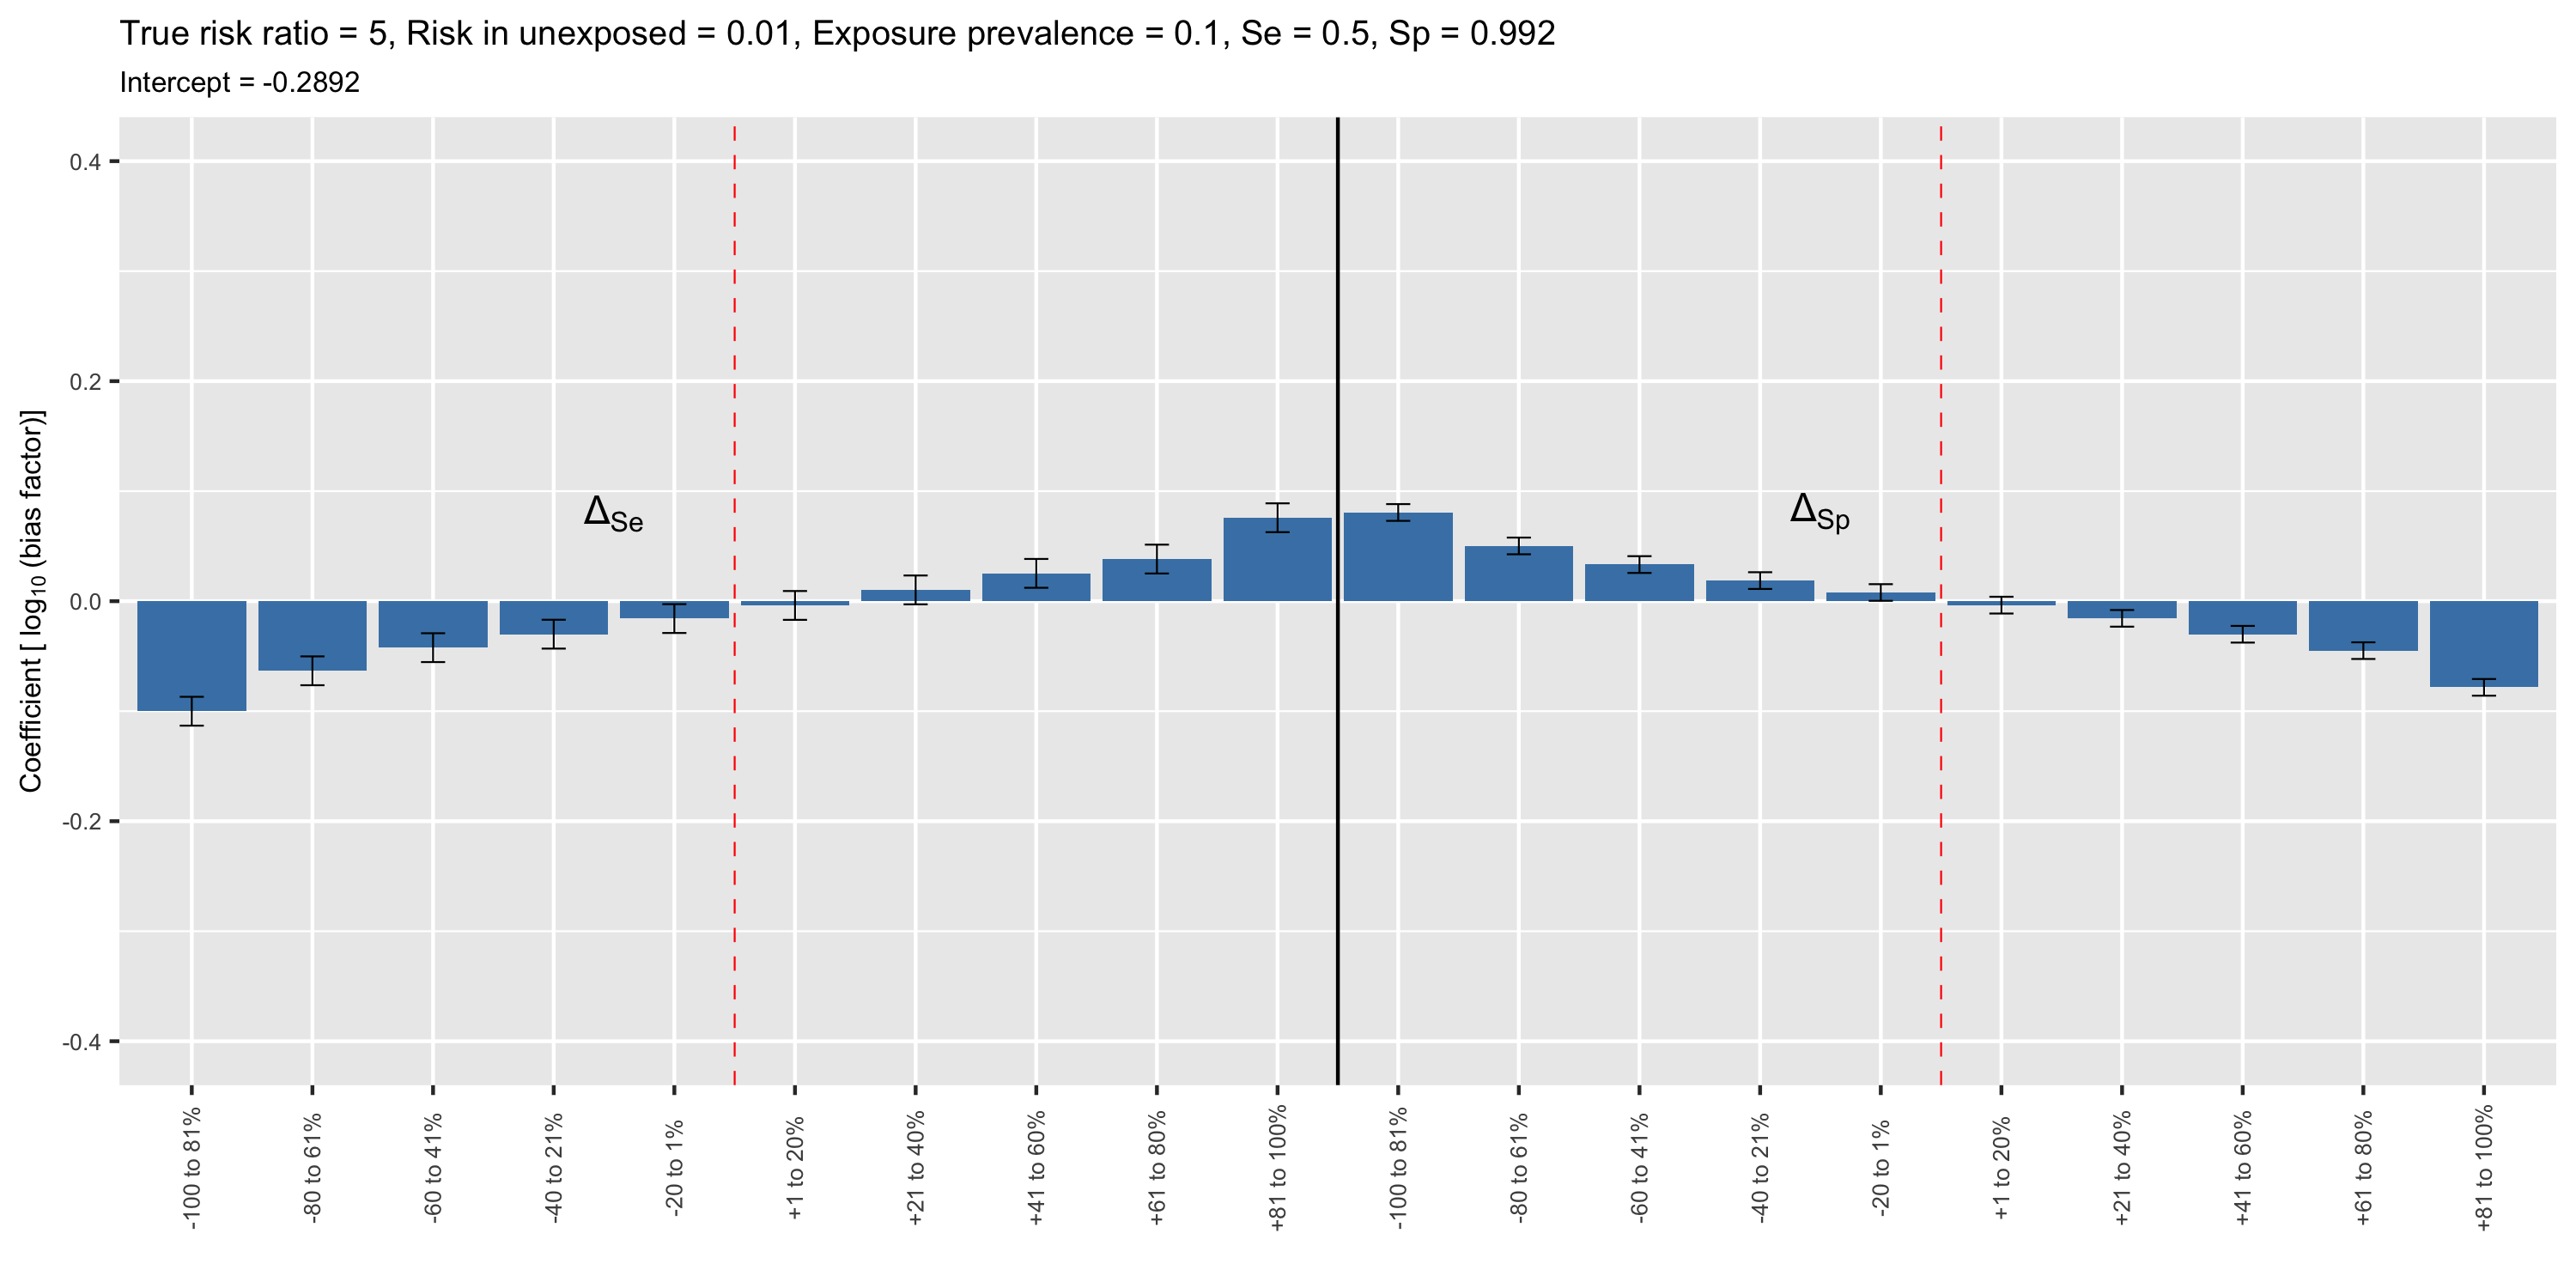 True risk ratio = 5, Risk in unexposed = 0.01, Exposure prevalence = 0.1, Se = 0.5, Sp = 0.992
Intercept = -0.2892
Coefficient [ log10 (bias factor)]
0.4
0.2
0.0
-0.2
-0.4
ΔSe
ΔSp
-100 to 81%
-80 to 61%
-60 to 41%
-40 to 21%
-20 to 1%
+1 to 20%
+21 to 40%
+41 to 60%
+61 to 80%
+81 to 100%
-100 to 81%
-80 to 61%
-60 to 41%
-40 to 21%
-20 to 1%
+1 to 20%
+21 to 40%
+41 to 60%
+61 to 80%
+81 to 100%